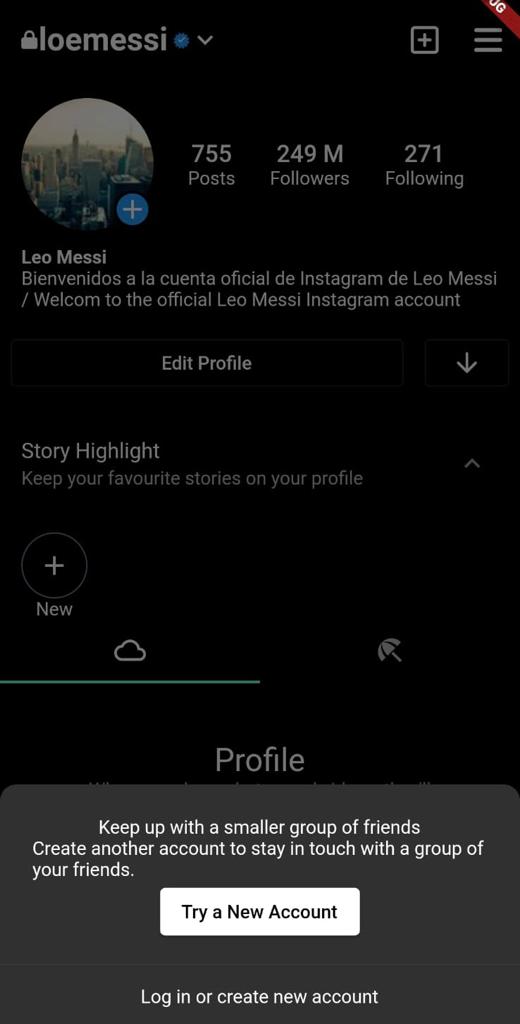 loemessi
755 249 M 271
Posts Followers Following
Leo Messi
Bienvenidos a la cuenta oficial de Instagram de Leo Messi
/ Welcom to the official Leo Messi Instagram account
Edit Profile
Story Highlight
Keep your favourite stories on your profile
New
Profile
Keep up with a smaller group of friends
Create another account to stay in touch with a group of
your friends.
Try a New Account
Log in or create new account